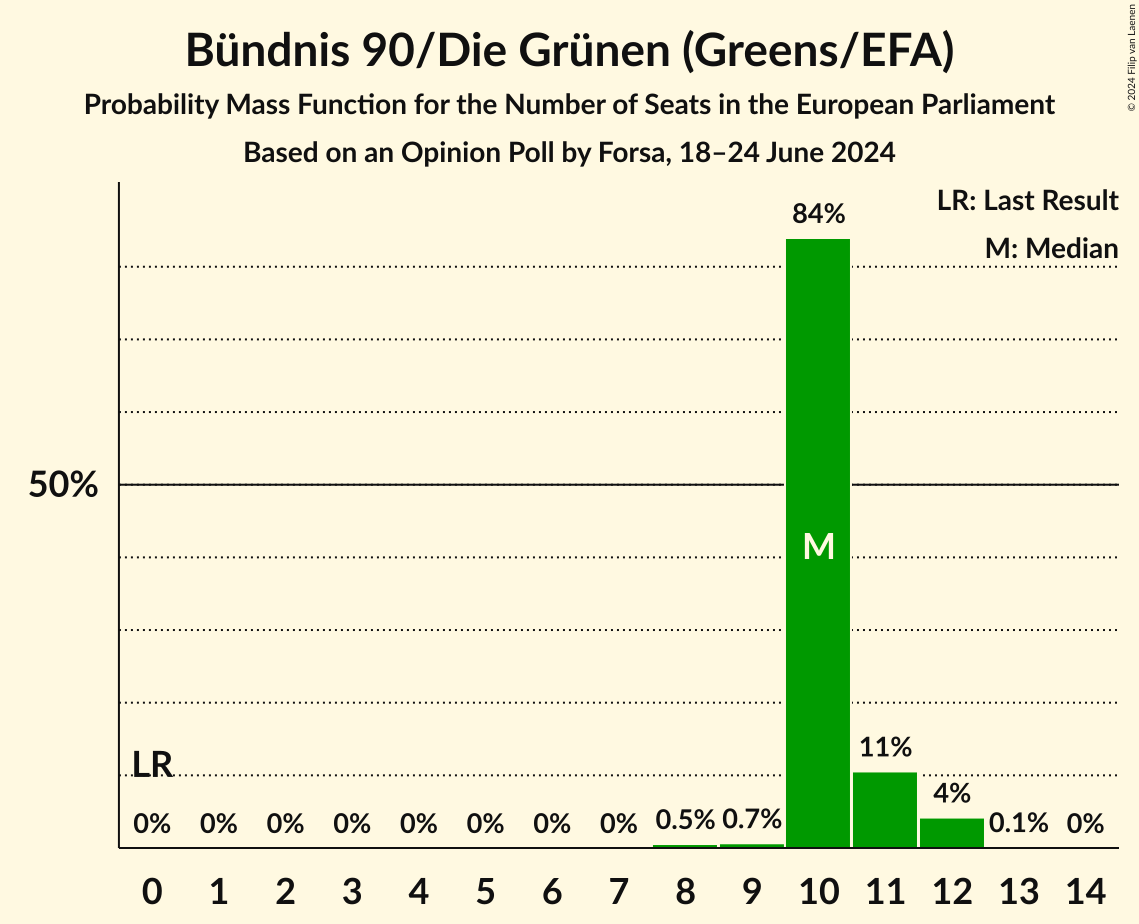 Bündnis 90/Die Grünen (Greens/EFA)
Probability Mass Function for the Number of Seats in the European Parliament
Based on an Opinion Poll by Forsa, 18–24 June 2024
© 2024 Filip van Laenen
LR: Last Result
M: Median
84%
50%
M
LR
11%
4%
0% 0% 0% 0% 0% 0% 0% 0% 0.5% 0.7% 0.1% 0%
0 1 2 3 4 5 6 7 8 9 10 11 12 13 14